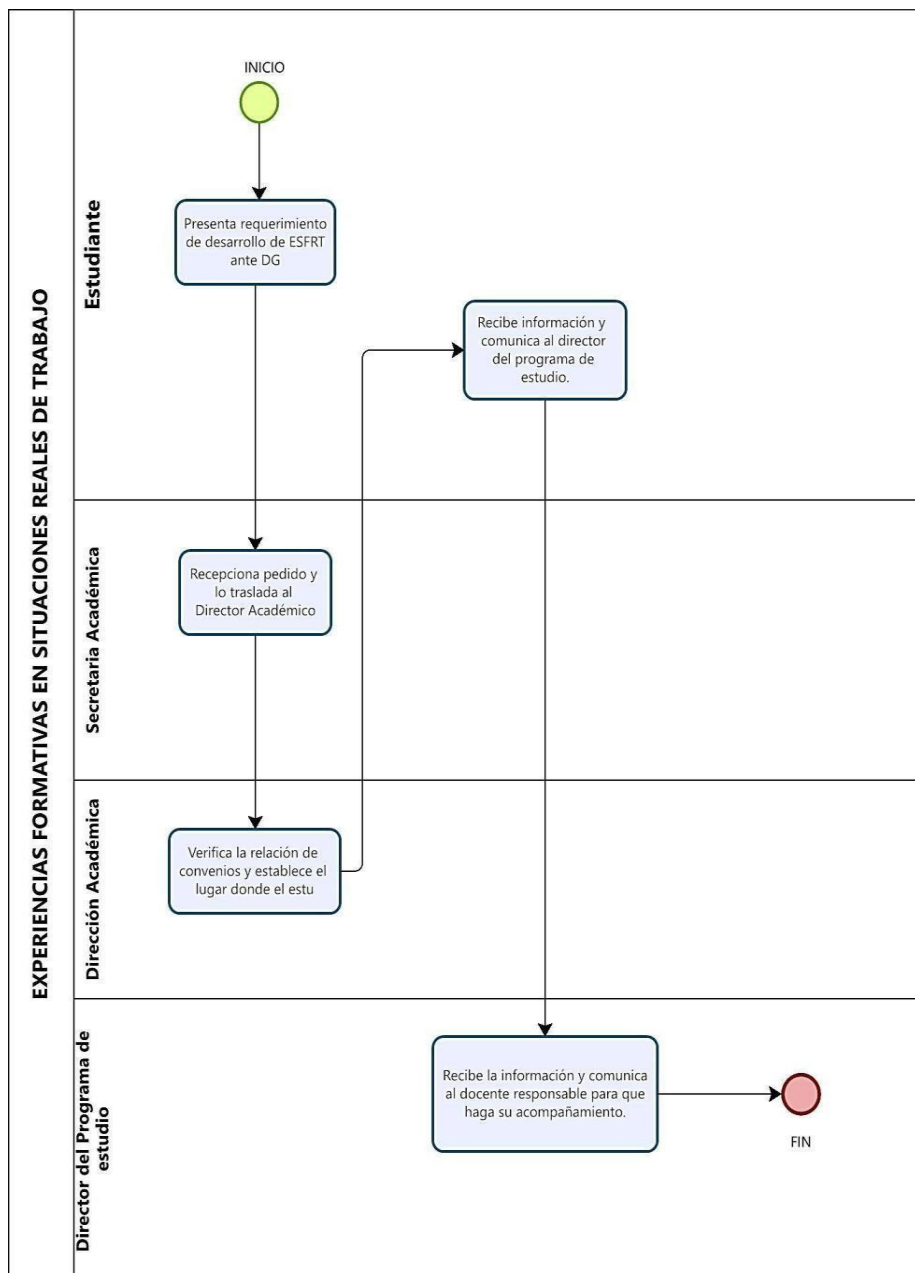 EXPERIENCIAS FORMATIVAS EN SITUACIONES REALES DE TRABAJO
Estudiante
INICIO
Presenta requerimiento
de desarrollo de ESFRT
ante DG
Recibe información y
comunica al director
del programa de
estudio.
Secretaria Académica
Recepciona pedido y
lo traslada al
Director Académico
Dirección Académica
Verifica la relación de
convenios y establece el
lugar donde el estu
Director del Programa de
estudio
Recibe la información y comunica
al docente responsable para que
haga su acompañamiento.
FIN